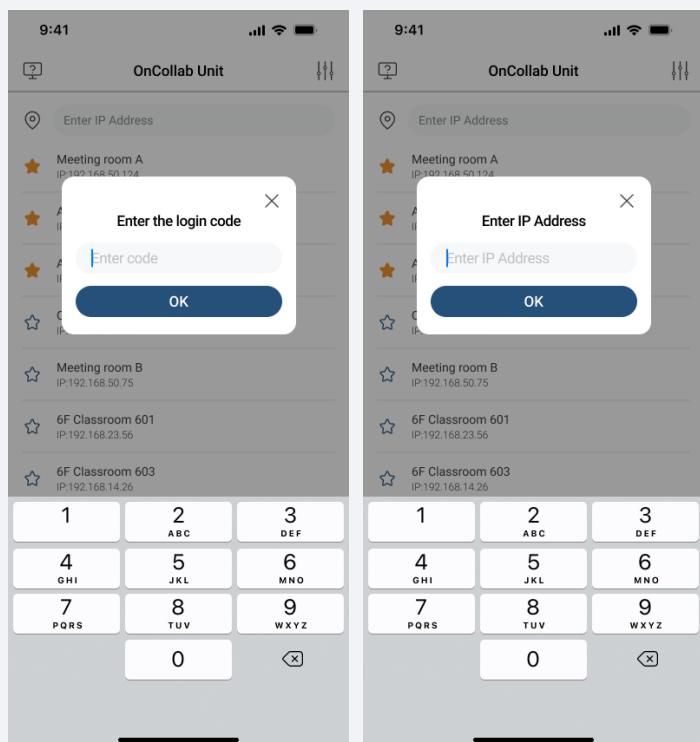 9:41
OnCollab Unit
Enter IP Address
Meeting room A
IP:192.168.50.124
Enter the login code
Enter code
OK
Meeting room B
IP:192.168.50.75
6F Classroom 601
IP:192.168.23.56
6F Classroom 603
IP:192.168.14.26
1
2 ABC
3 DEF
4 GHI
5 JKL
6 MNO
7 PQRS
8 TUV
9 WXYZ
0
9:41
OnCollab Unit
Enter IP Address
Meeting room A
IP:192.168.50.124
Enter IP Address
Enter IP Address
OK
Meeting room B
IP:192.168.50.75
6F Classroom 601
IP:192.168.23.56
6F Classroom 603
IP:192.168.14.26
1
2 ABC
3 DEF
4 GHI
5 JKL
6 MNO
7 PQRS
8 TUV
9 WXYZ
0